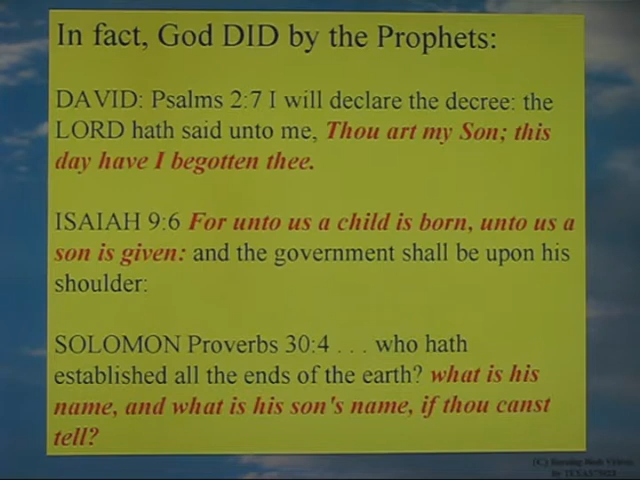 In fact, God DID by the Prophets:
DAVID: Psalms 2:7 I will declare the decree: the
LORD hath said unto me, Thou art my Son; this
day have I begotten thee.
ISAIAH 9:6 For unto us a child is born, unto us a
son is given: and the government shall be upon his
shoulder:
SOLOMON Proverbs 30:4 . . . who hath
established all the ends of the earth? what is his
name, and what is his son's name, if thou canst
tell?
(C) Burning Bush
by